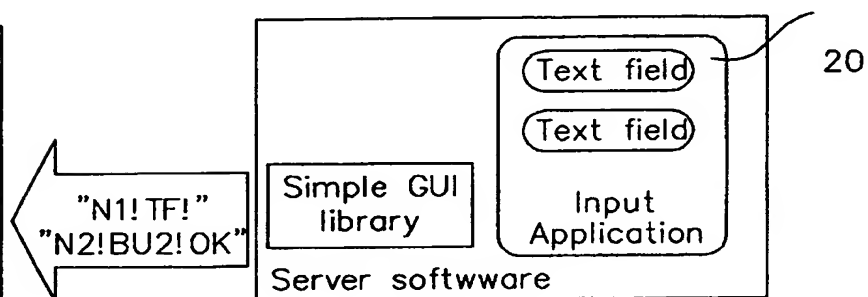 "N1!TF!"
"N2!BU2!OK"
Simple GUI
library
Text field
Text field
Input
Application
Server softwware
20